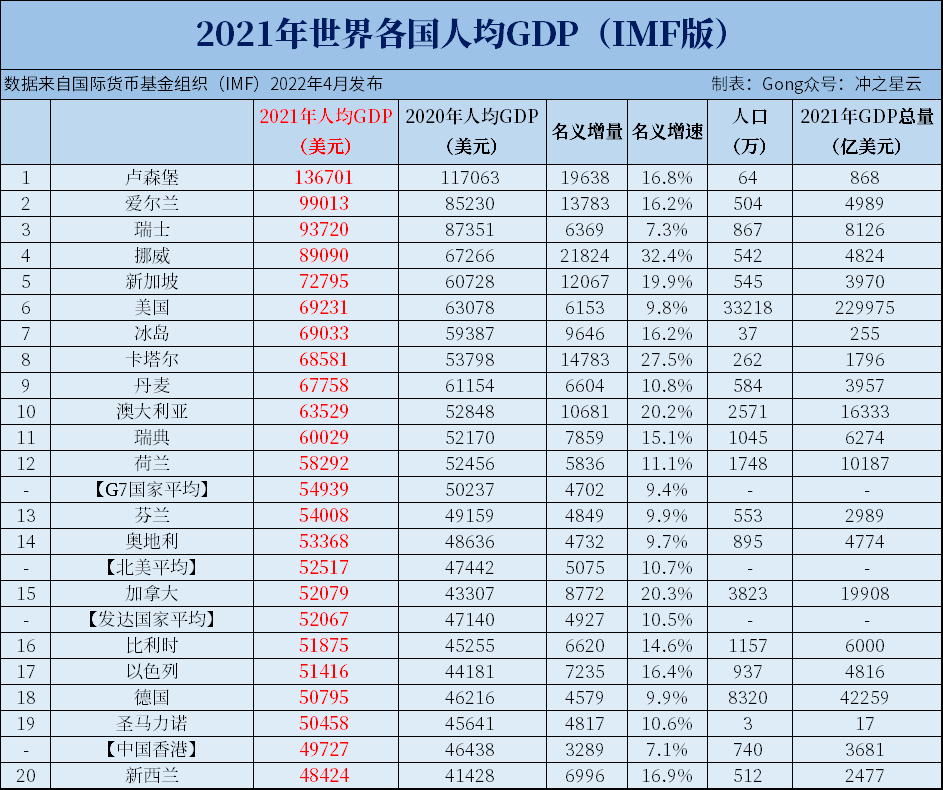 2021年世界各国人均GDP（IMF版）
数据来自国际货币基金组织（IMF）2022年4月发布 制表：Gong众号：冲之星云
2021年人均GDP（美元） 2020年人均GDP（美元） 名义增量 名义增速 人口（万） 2021年GDP总量（亿美元）
1 卢森堡 136701 117063 19638 16.8% 64 868
2 爱尔兰 99013 85230 13783 16.2% 504 4989
3 瑞士 93720 87351 6369 7.3% 867 8126
4 挪威 89090 67266 21824 32.4% 542 4824
5 新加坡 72795 60728 12067 19.9% 545 3970
6 美国 69231 63078 6153 9.8% 33218 229975
7 冰岛 69033 59387 9646 16.2% 37 255
8 卡塔尔 68581 53798 14783 27.5% 262 1796
9 丹麦 67758 61154 6604 10.8% 584 3957
10 澳大利亚 63529 52848 10681 20.2% 2571 16333
11 瑞典 60029 52170 7859 15.1% 1045 6274
12 荷兰 58292 52456 5836 11.1% 1748 10187
- 【G7国家平均】 54939 50237 4702 9.4% - -
13 芬兰 54008 49159 4849 9.9% 553 2989
14 奥地利 53368 48636 4732 9.7% 895 4774
- 【北美平均】 52517 47442 5075 10.7% - -
15 加拿大 52079 43307 8772 20.3% 3823 19908
- 【发达国家平均】 52067 47140 4927 10.5% - -
16 比利时 51875 45255 6620 14.6% 1157 6000
17 以色列 51416 44181 7235 16.4% 937 4816
18 德国 50795 46216 4579 9.9% 8320 42259
19 圣马力诺 50458 45641 4817 10.6% 3 17
- 【中国香港】 49727 46438 3289 7.1% 740 3681
20 新西兰 48424 41428 6996 16.9% 512 2477